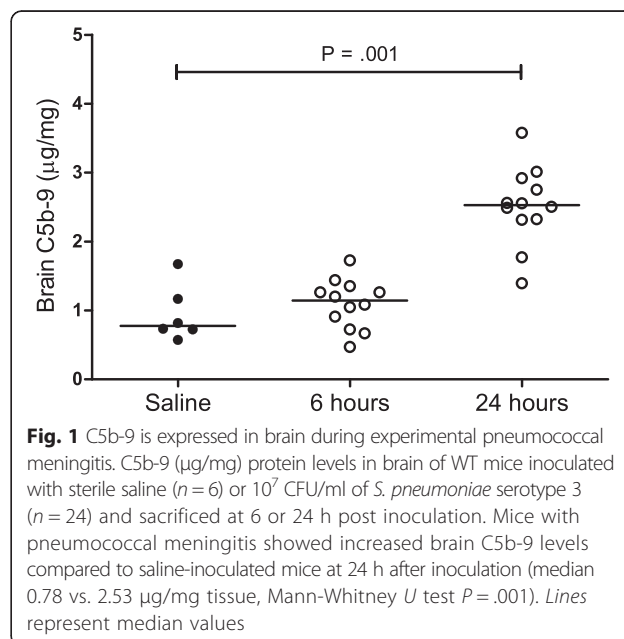 5
P = .001
4
3
2
1
0
Brain C5b-9 (µg/mg)
Saline 6 hours 24 hours
Fig. 1 C5b-9 is expressed in brain during experimental pneumococcal
meningitis. C5b-9 (µg/mg) protein levels in brain of WT mice inoculated
with sterile saline (n = 6) or 10⁷ CFU/ml of S. pneumoniae serotype 3
(n = 24) and sacrificed at 6 or 24 h post inoculation. Mice with
pneumococcal meningitis showed increased brain C5b-9 levels
compared to saline-inoculated mice at 24 h after inoculation (median
0.78 vs. 2.53 µg/mg tissue, Mann-Whitney U test P = .001). Lines
represent median values